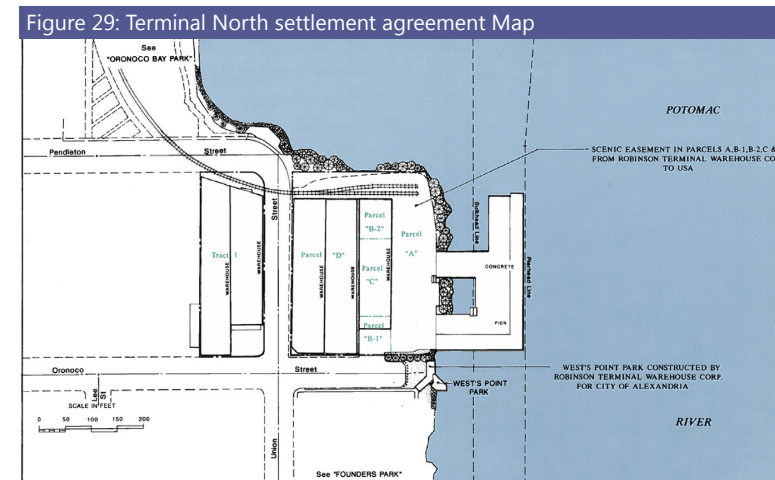 Figure 29: Terminal North settlement agreement Map
See
"ORONOCO BAY PARK"
POTOMAC
Pendleton Street
SCENIC EASEMENT IN PARCELS A,B-1,B-2,C &
FROM ROBINSON TERMINAL WAREHOUSE CO
TO USA
Street
Bulkhead Line
Pierhead Line
Parcel
"B-2"
Parcel
"A"
Tract I
WAREHOUSE
WAREHOUSE
Parcel "D"
WAREHOUSE
WAREHOUSE
Parcel
"C"
WAREHOUSE
CONCRETE
PIER
Parcel
"B-1"
Oronoco Street
WEST'S POINT PARK CONSTRUCTED BY
ROBINSON TERMINAL WAREHOUSE CORP.
FOR CITY OF ALEXANDRIA
WEST'S POINT
PARK
Lee St
SCALE IN FEET
0 50 100 150 200
RIVER
Union
See "FOUNDERS PARK"